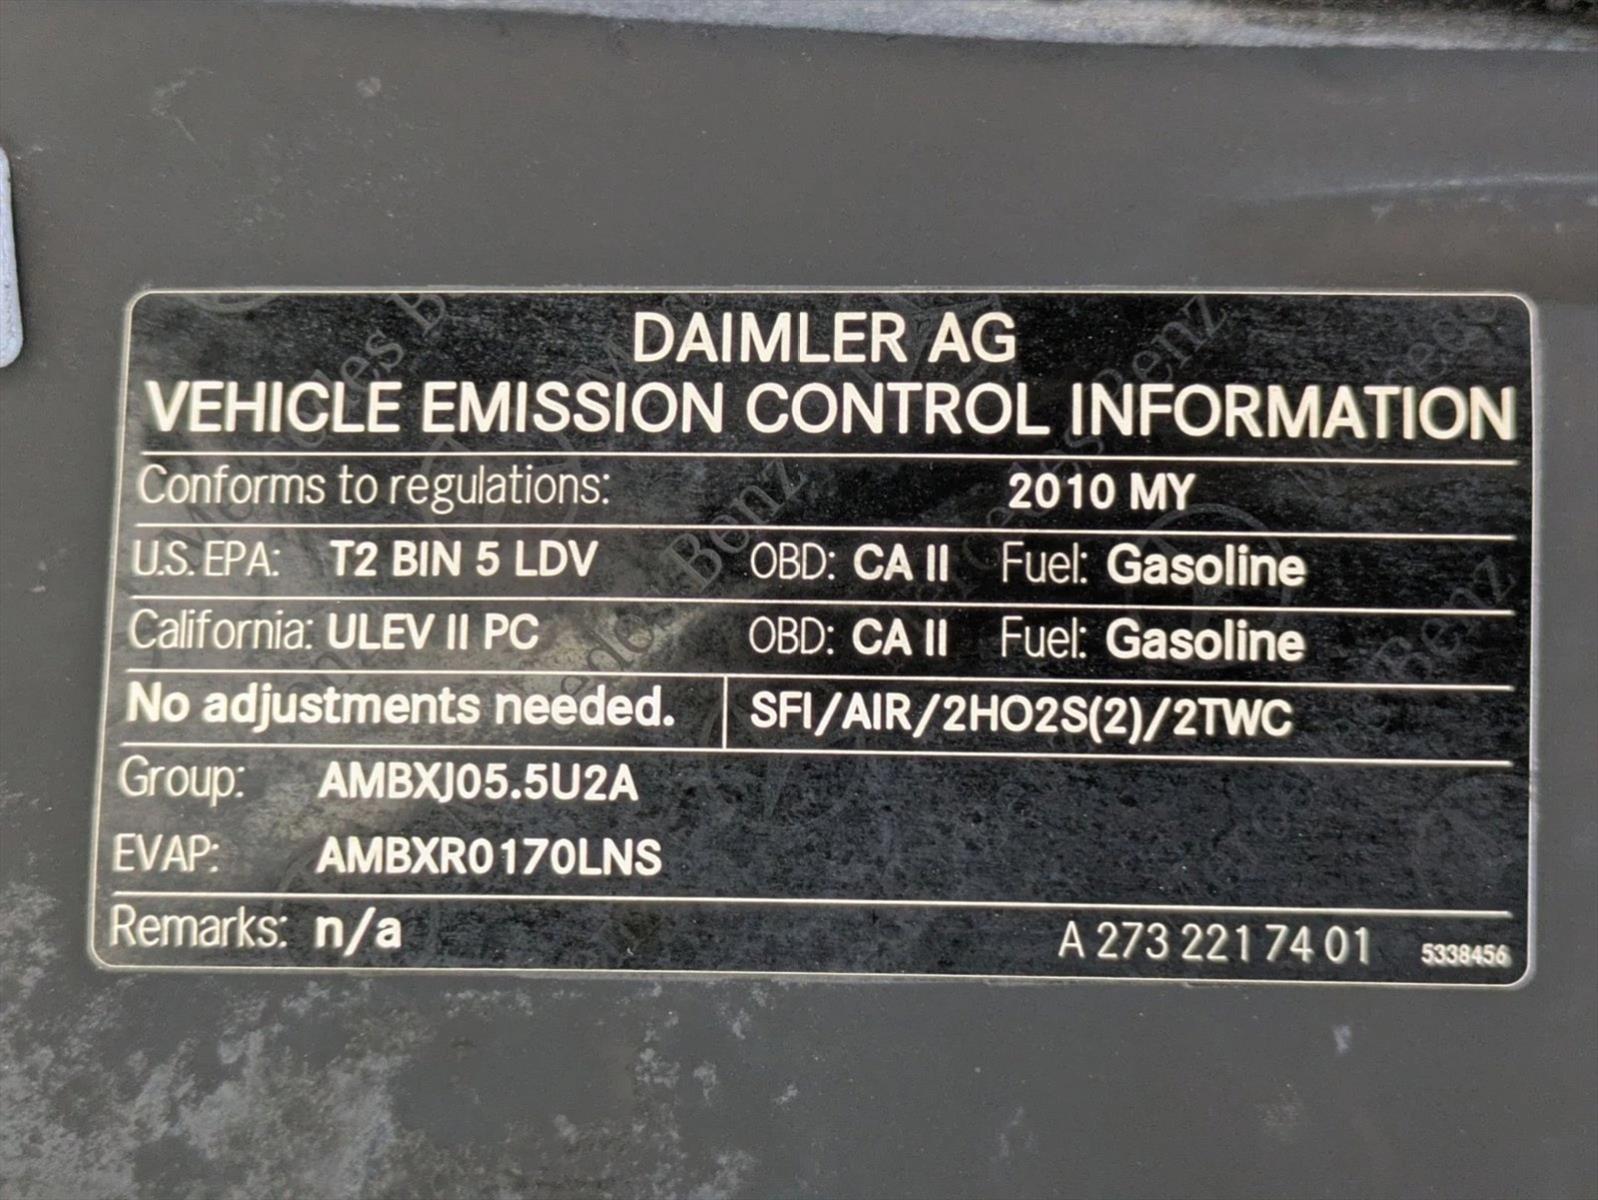 DAIMLER AG
VEHICLE EMISSION CONTROL INFORMATION
Conforms to regulations: 2010 MY
U.S. EPA: T2 BIN 5 LDV OBD: CA II Fuel: Gasoline
California: ULEV II PC OBD: CA II Fuel: Gasoline
No adjustments needed. SFI/AIR/2HO2S(2)/2TWC
Group: AMBXJ05.5U2A
EVAP: AMBXR0170LNS
Remarks: n/a A 273 221 74 01 5338456